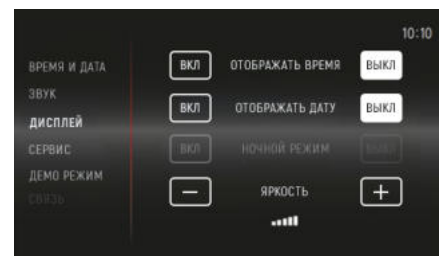 10:10
ВРЕМЯ И ДАТА
ВКЛ ОТОБРАЖАТЬ ВРЕМЯ ВЫКЛ
ЗВУК
ВКЛ ОТОБРАЖАТЬ ДАТУ ВЫКЛ
ДИСПЛЕЙ
СЕРВИС
ВКЛ НОЧНОЙ РЕЖИМ ВЫКЛ
ДЕМО РЕЖИМ
СВЯЗЬ
— ЯРКОСТЬ +